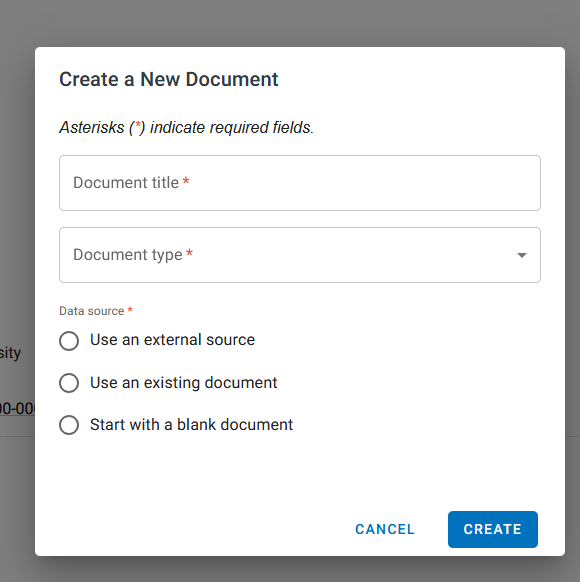 Create a New Document
Asterisks (*) indicate required fields.
Document title *
Document type *
Data source *
sity
Use an external source
Use an existing document
00-00
Start with a blank document
CANCEL
CREATE